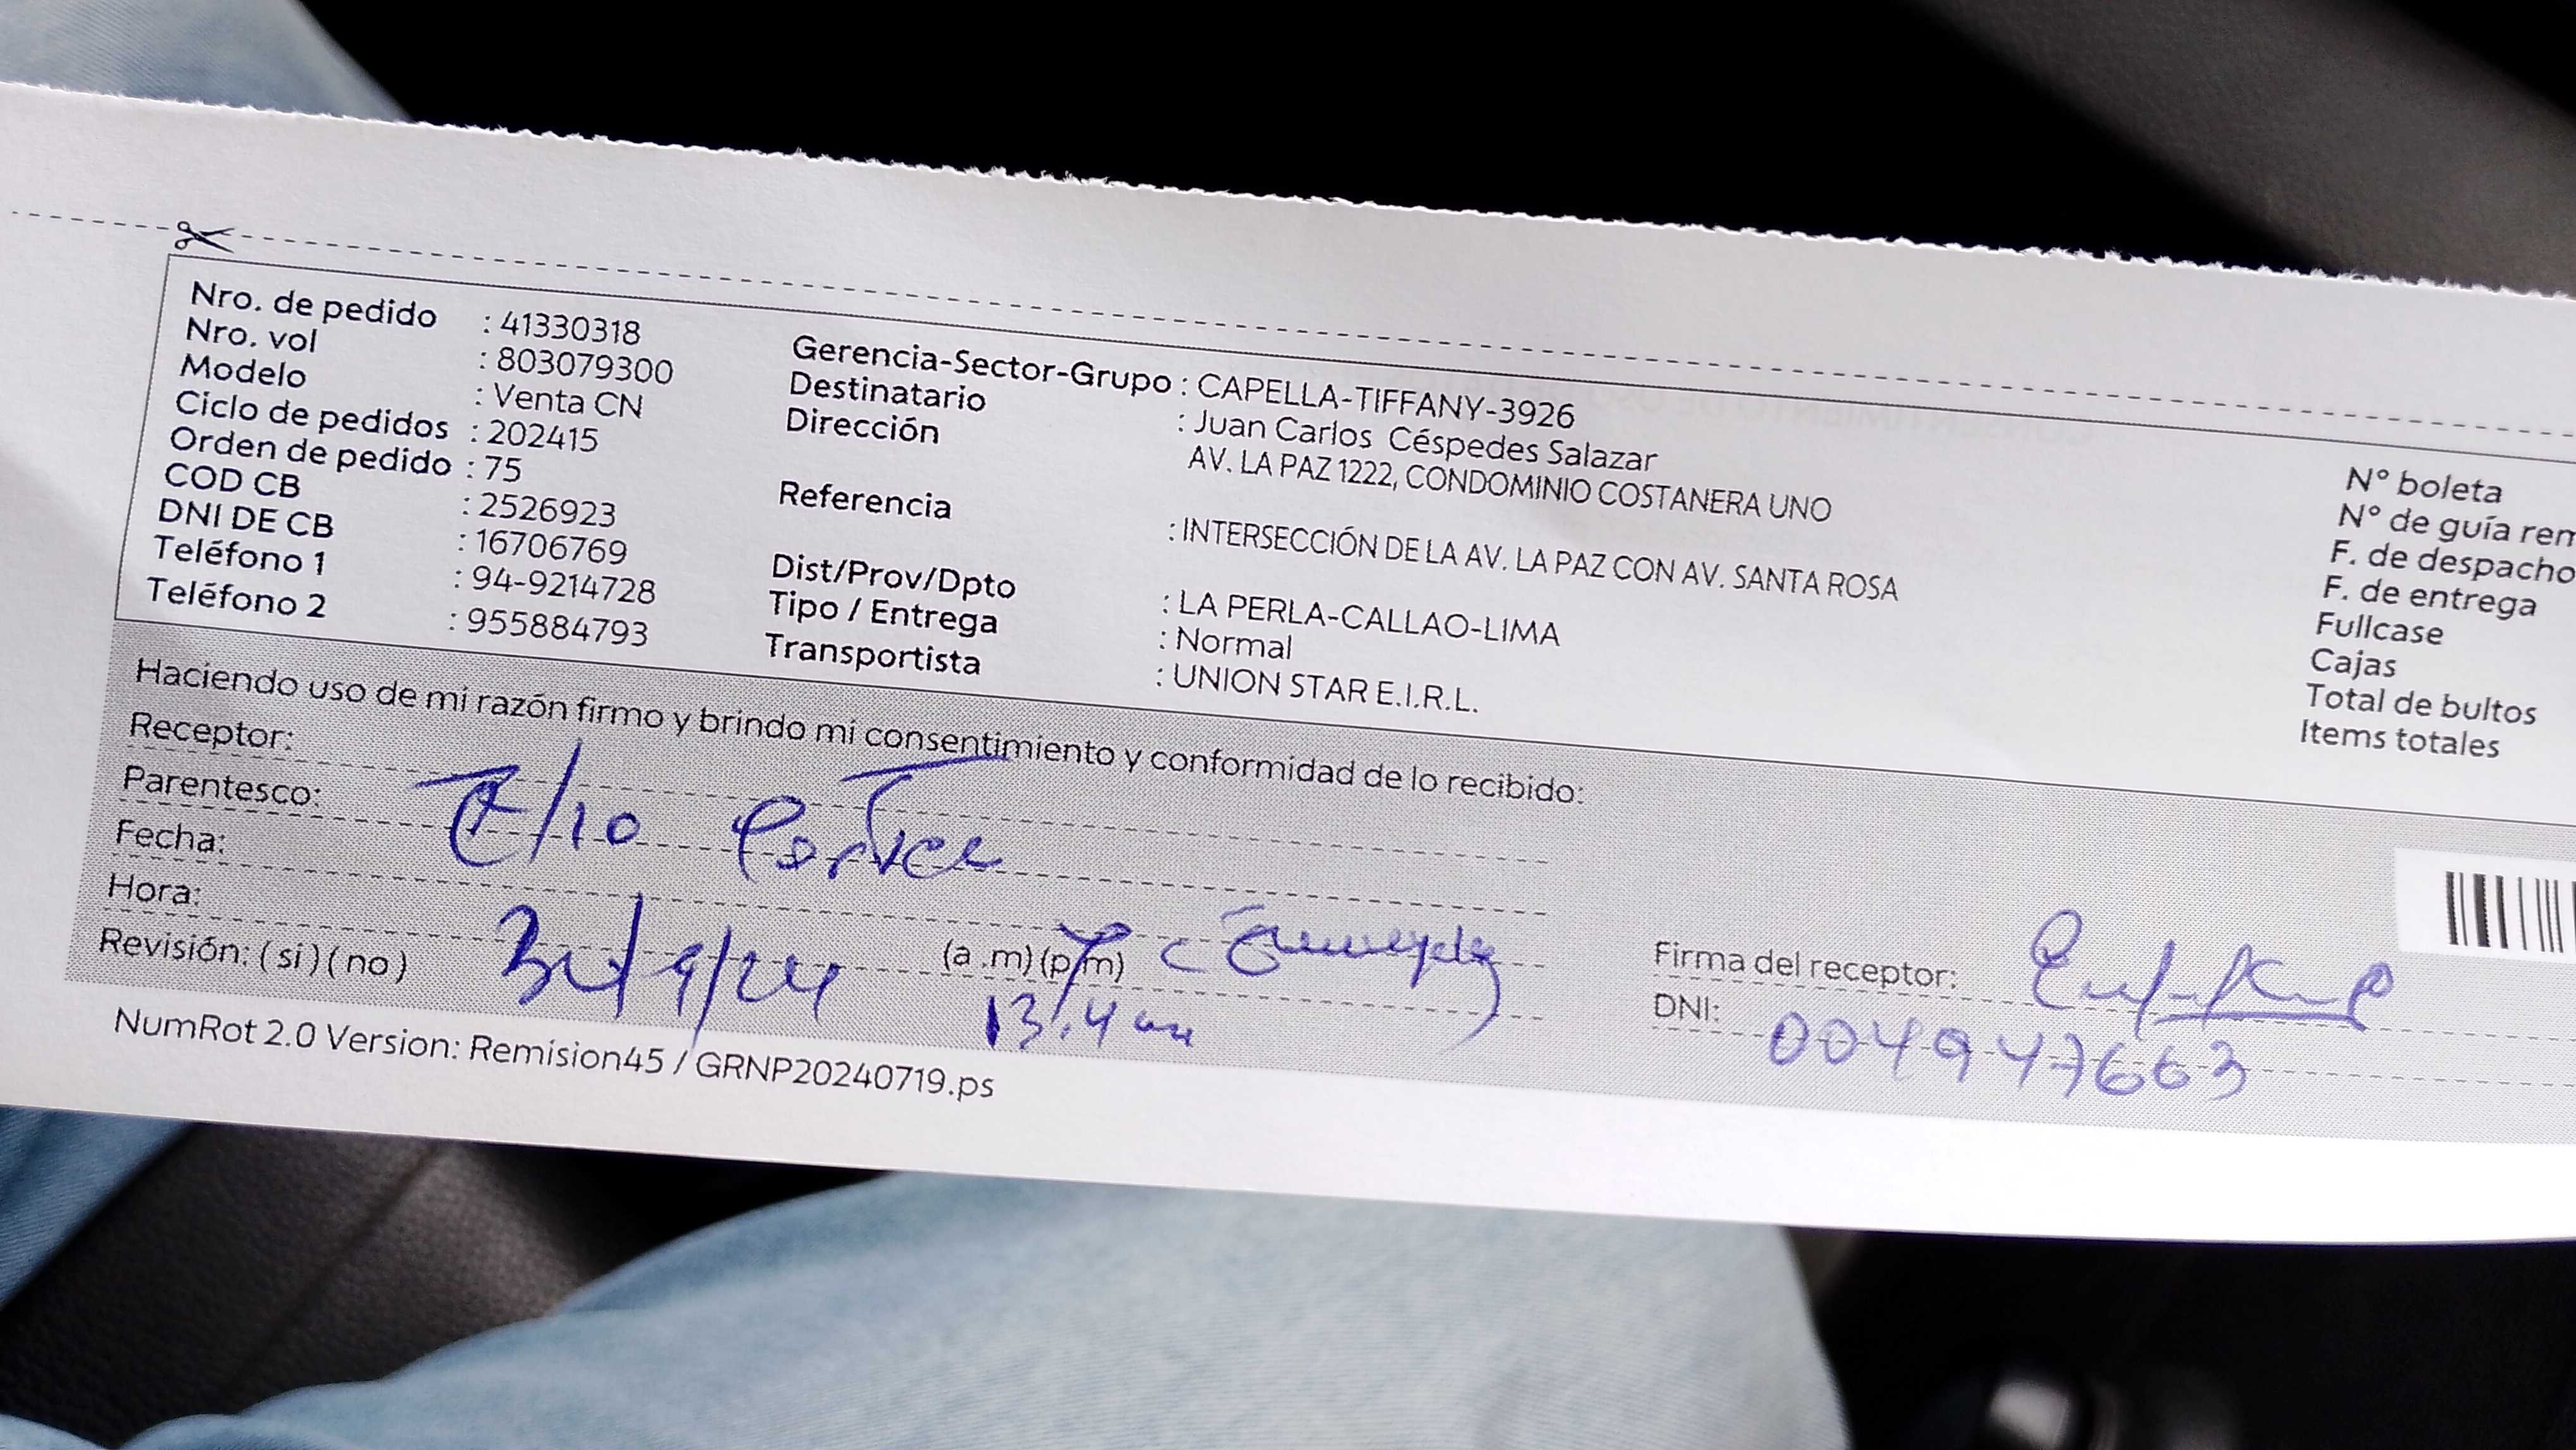 Nro. de pedido : 41330318
Nro. vol : 803079300
Modelo : Venta CN
Ciclo de pedidos : 202415
Orden de pedido : 75
COD CB : 2526923
DNI DE CB : 16706769
Teléfono 1 : 94-9214728
Teléfono 2 : 955884793
Gerencia-Sector-Grupo : CAPELLA-TIFFANY-3926
Destinatario : Juan Carlos Céspedes Salazar
Dirección AV. LA PAZ 1222, CONDOMINIO COSTANERA UNO
Referencia : INTERSECCIÓN DE LA AV. LA PAZ CON AV. SANTA ROSA
Dist/Prov/Dpto : LA PERLA-CALLAO-LIMA
Tipo / Entrega : Normal
Transportista : UNION STAR E.I.R.L.
N° boleta
N° de guía rem
F. de despacho
F. de entrega
Fullcase
Cajas
Total de bultos
Items totales
Haciendo uso de mi razón firmo y brindo mi consentimiento y conformidad de lo recibido:
Receptor:
Parentesco: Elio
Fecha:
Hora:
Revisión: ( si ) ( no ) (a .m) (p.m)
Firma del receptor:
DNI: 004947663
NumRot 2.0 Version: Remision45 / GRNP20240719.ps